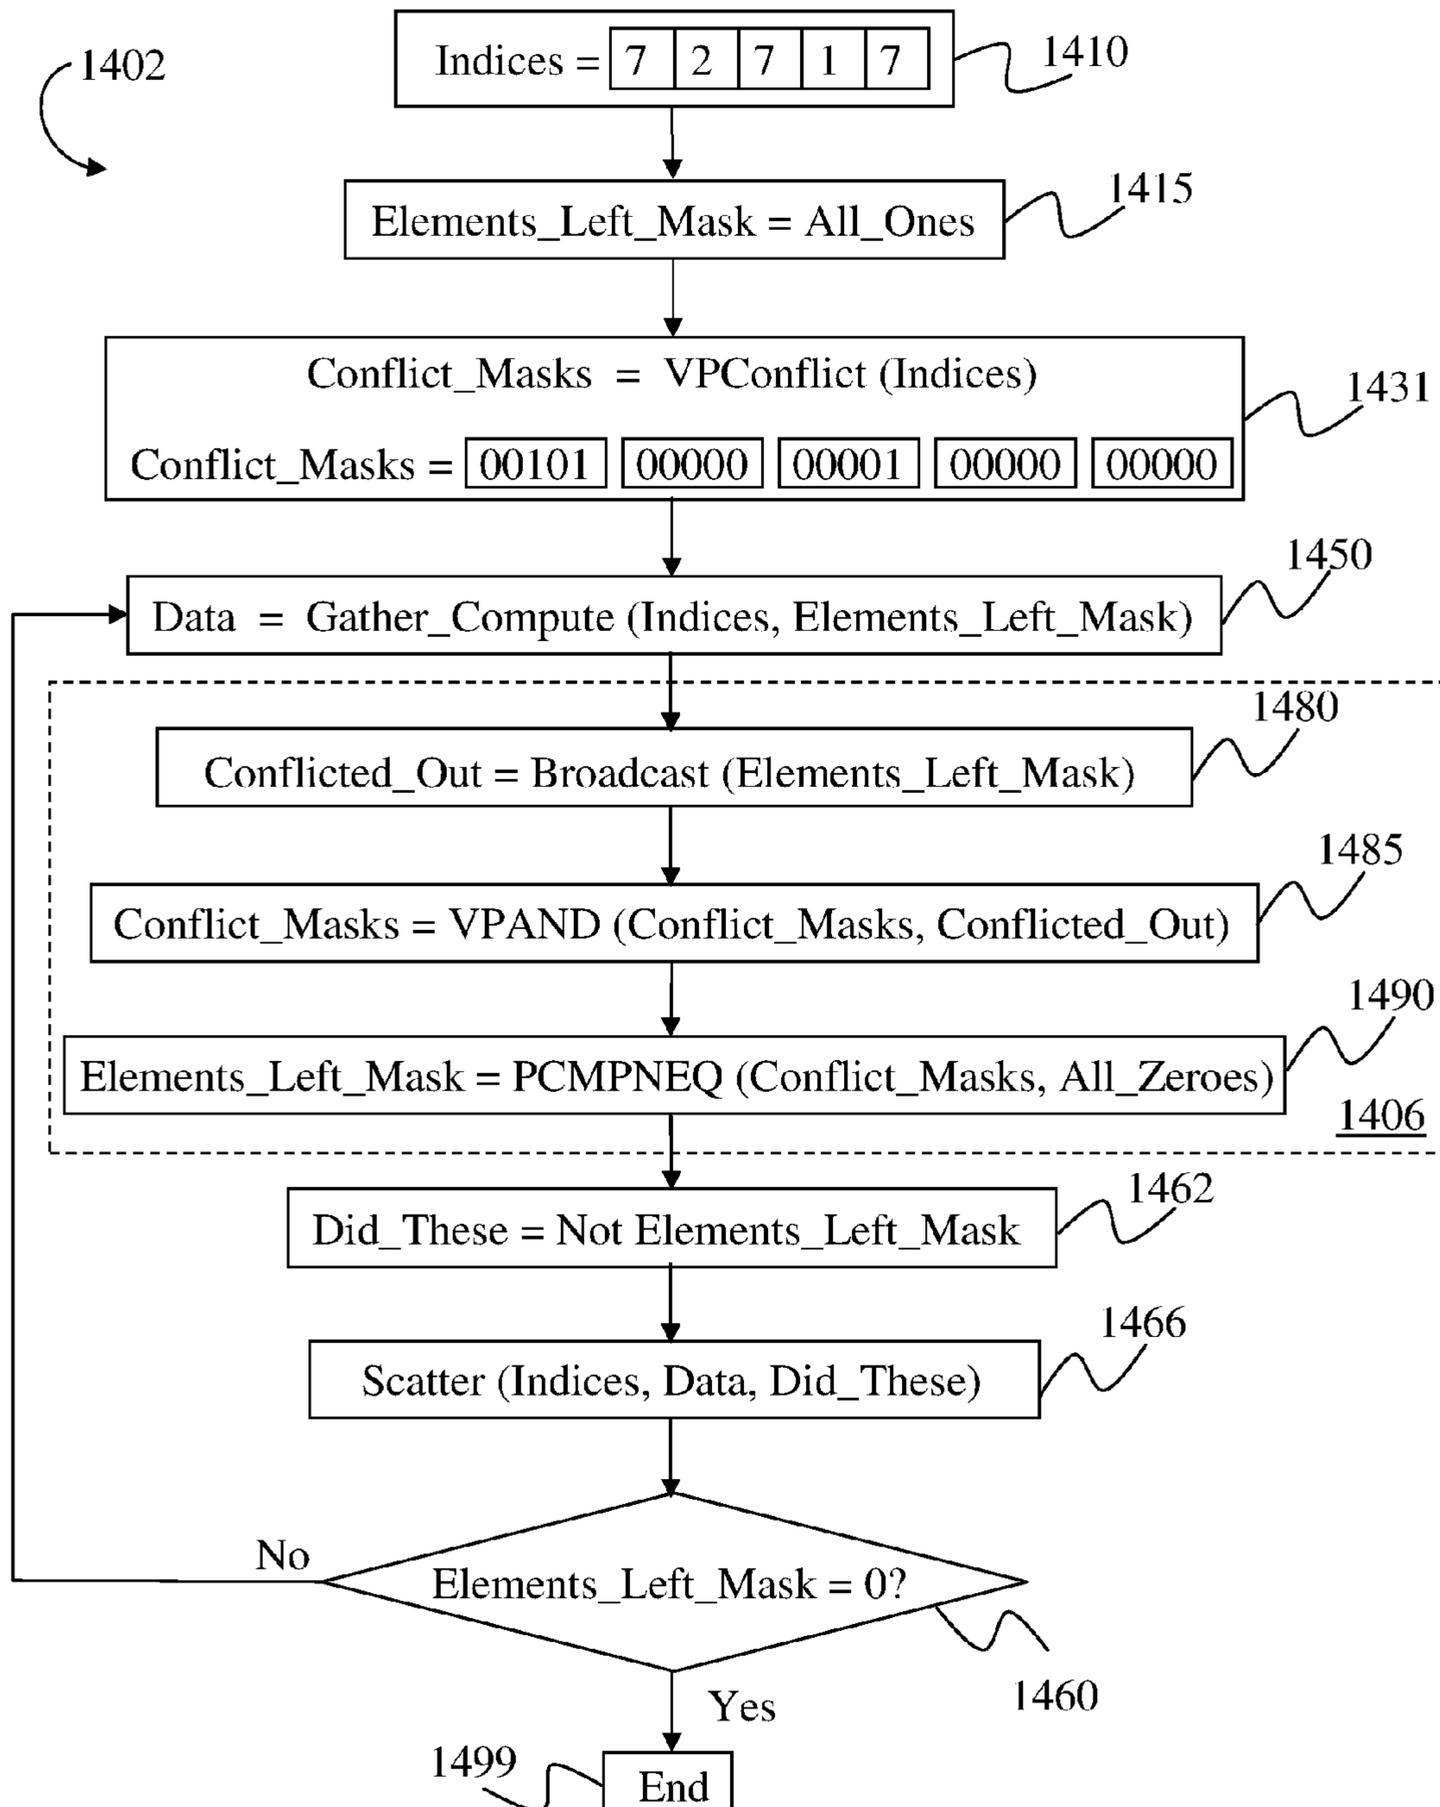 1402
Indices = 7 2 7 1 7
1410
Elements_Left_Mask = All_Ones
1415
Conflict_Masks = VPConflict (Indices)
Conflict_Masks = 00101 00000 00001 00000 00000
1431
1450
Data = Gather_Compute (Indices, Elements_Left_Mask)
1480
Conflicted_Out = Broadcast (Elements_Left_Mask)
1485
Conflict_Masks = VPAND (Conflict_Masks, Conflicted_Out)
1490
Elements_Left_Mask = PCMPNEQ (Conflict_Masks, All_Zeroes)
1406
1462
Did_These = Not Elements_Left_Mask
1466
Scatter (Indices, Data, Did_These)
No
Elements_Left_Mask = 0?
1460
Yes
1499
End